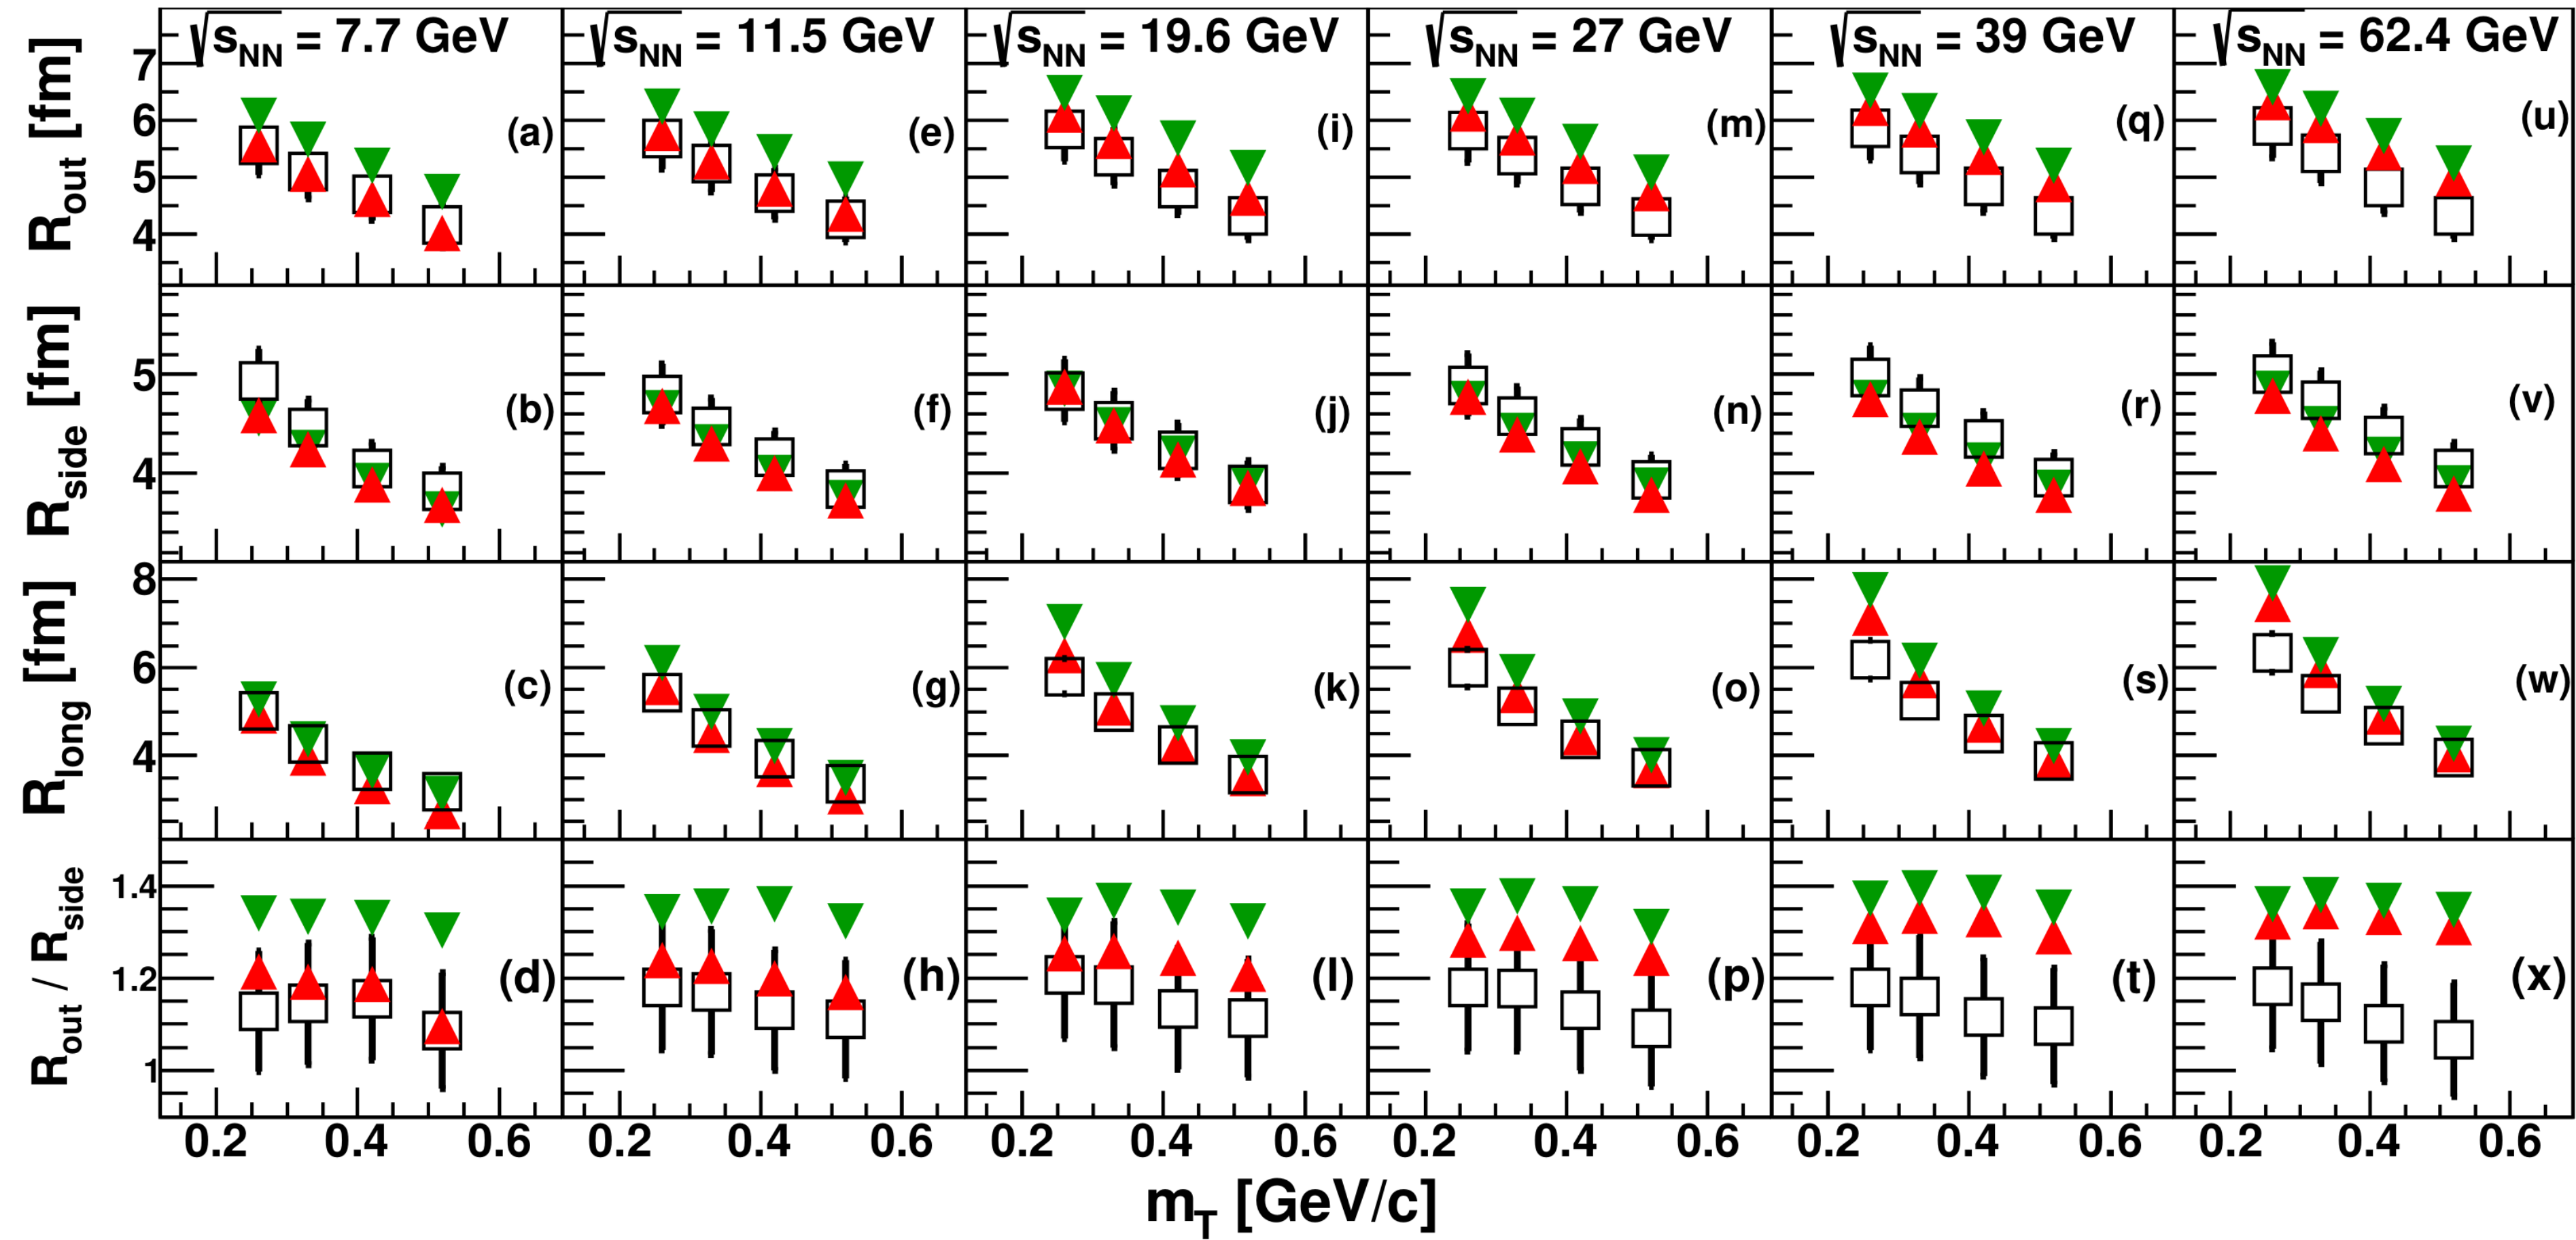 √sNN = 7.7 GeV √sNN = 11.5 GeV √sNN = 19.6 GeV √sNN = 27 GeV √sNN = 39 GeV √sNN = 62.4 GeV
Rout [fm]
7
6
5
4
(a) (e) (i) (m) (q) (u)
Rside [fm]
5
4
(b) (f) (j) (n) (r) (v)
Rlong [fm]
8
6
4
(c) (g) (k) (o) (s) (w)
Rout / Rside
1.4
1.2
1
(d) (h) (l) (p) (t) (x)
0.2 0.4 0.6 0.2 0.4 0.6 0.2 0.4 0.6 0.2 0.4 0.6 0.2 0.4 0.6 0.2 0.4 0.6
mT [GeV/c]